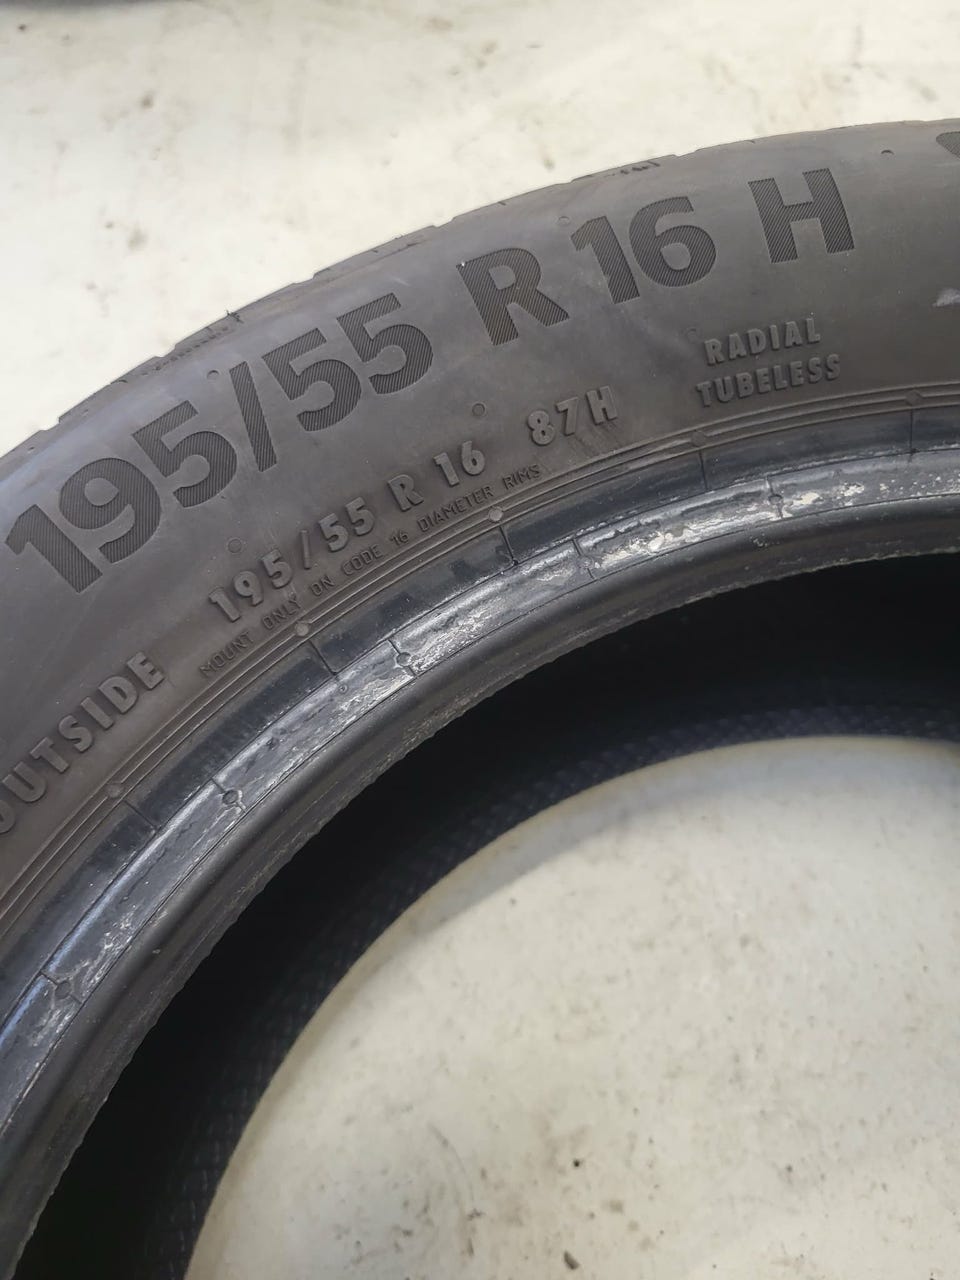 195/55 R 16 H
195/55 R 16 87H
RADIAL
TUBELESS
MOUNT ONLY ON CODE 16 DIAMETER RIMS
OUTSIDE